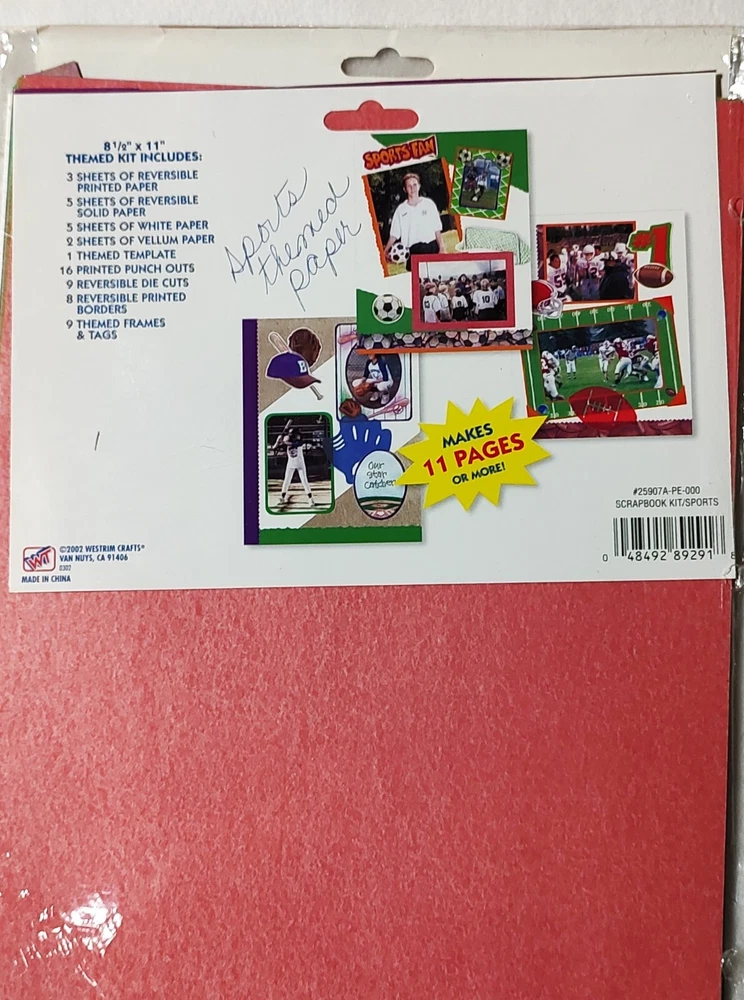 8 1/2" x 11"
THEMED KIT INCLUDES:
3 SHEETS OF REVERSIBLE
PRINTED PAPER
5 SHEETS OF REVERSIBLE
SOLID PAPER
5 SHEETS OF WHITE PAPER
2 SHEETS OF VELLUM PAPER
1 THEMED TEMPLATE
16 PRINTED PUNCH OUTS
9 REVERSIBLE DIE CUTS
8 REVERSIBLE PRINTED
BORDERS
9 THEMED FRAMES
& TAGS
Sports
themed
paper
SPORTS FAN
10
#1
B
Our
Star
Catcher
MAKES
11 PAGES
OR MORE!
#25907A-PE-000
SCRAPBOOK KIT/SPORTS
0 48492 89291 8
©2002 WESTRIM CRAFTS®
VAN NUYS, CA 91406
0302
MADE IN CHINA